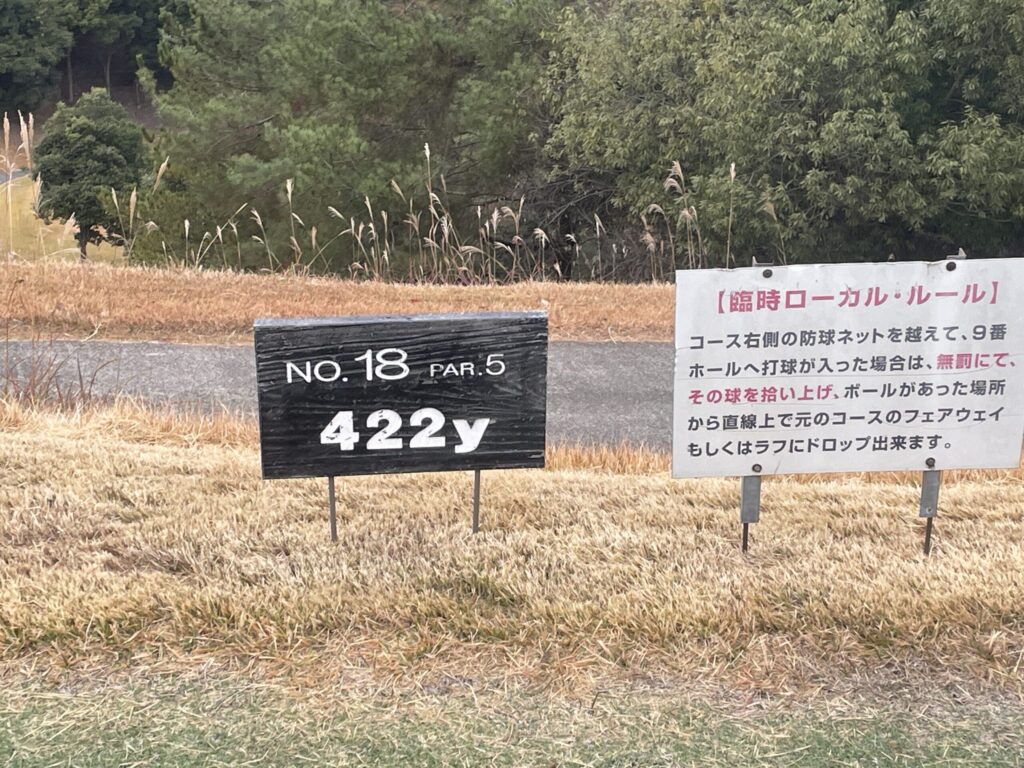 NO. 18 PAR.5
422y
【臨時ローカル・ルール】
コース右側の防球ネットを越えて、9番
ホールへ打球が入った場合は、無罰にて、
その球を拾い上げ、ボールがあった場所
から直線上で元のコースのフェアウェイ
もしくはラフにドロップ出来ます。